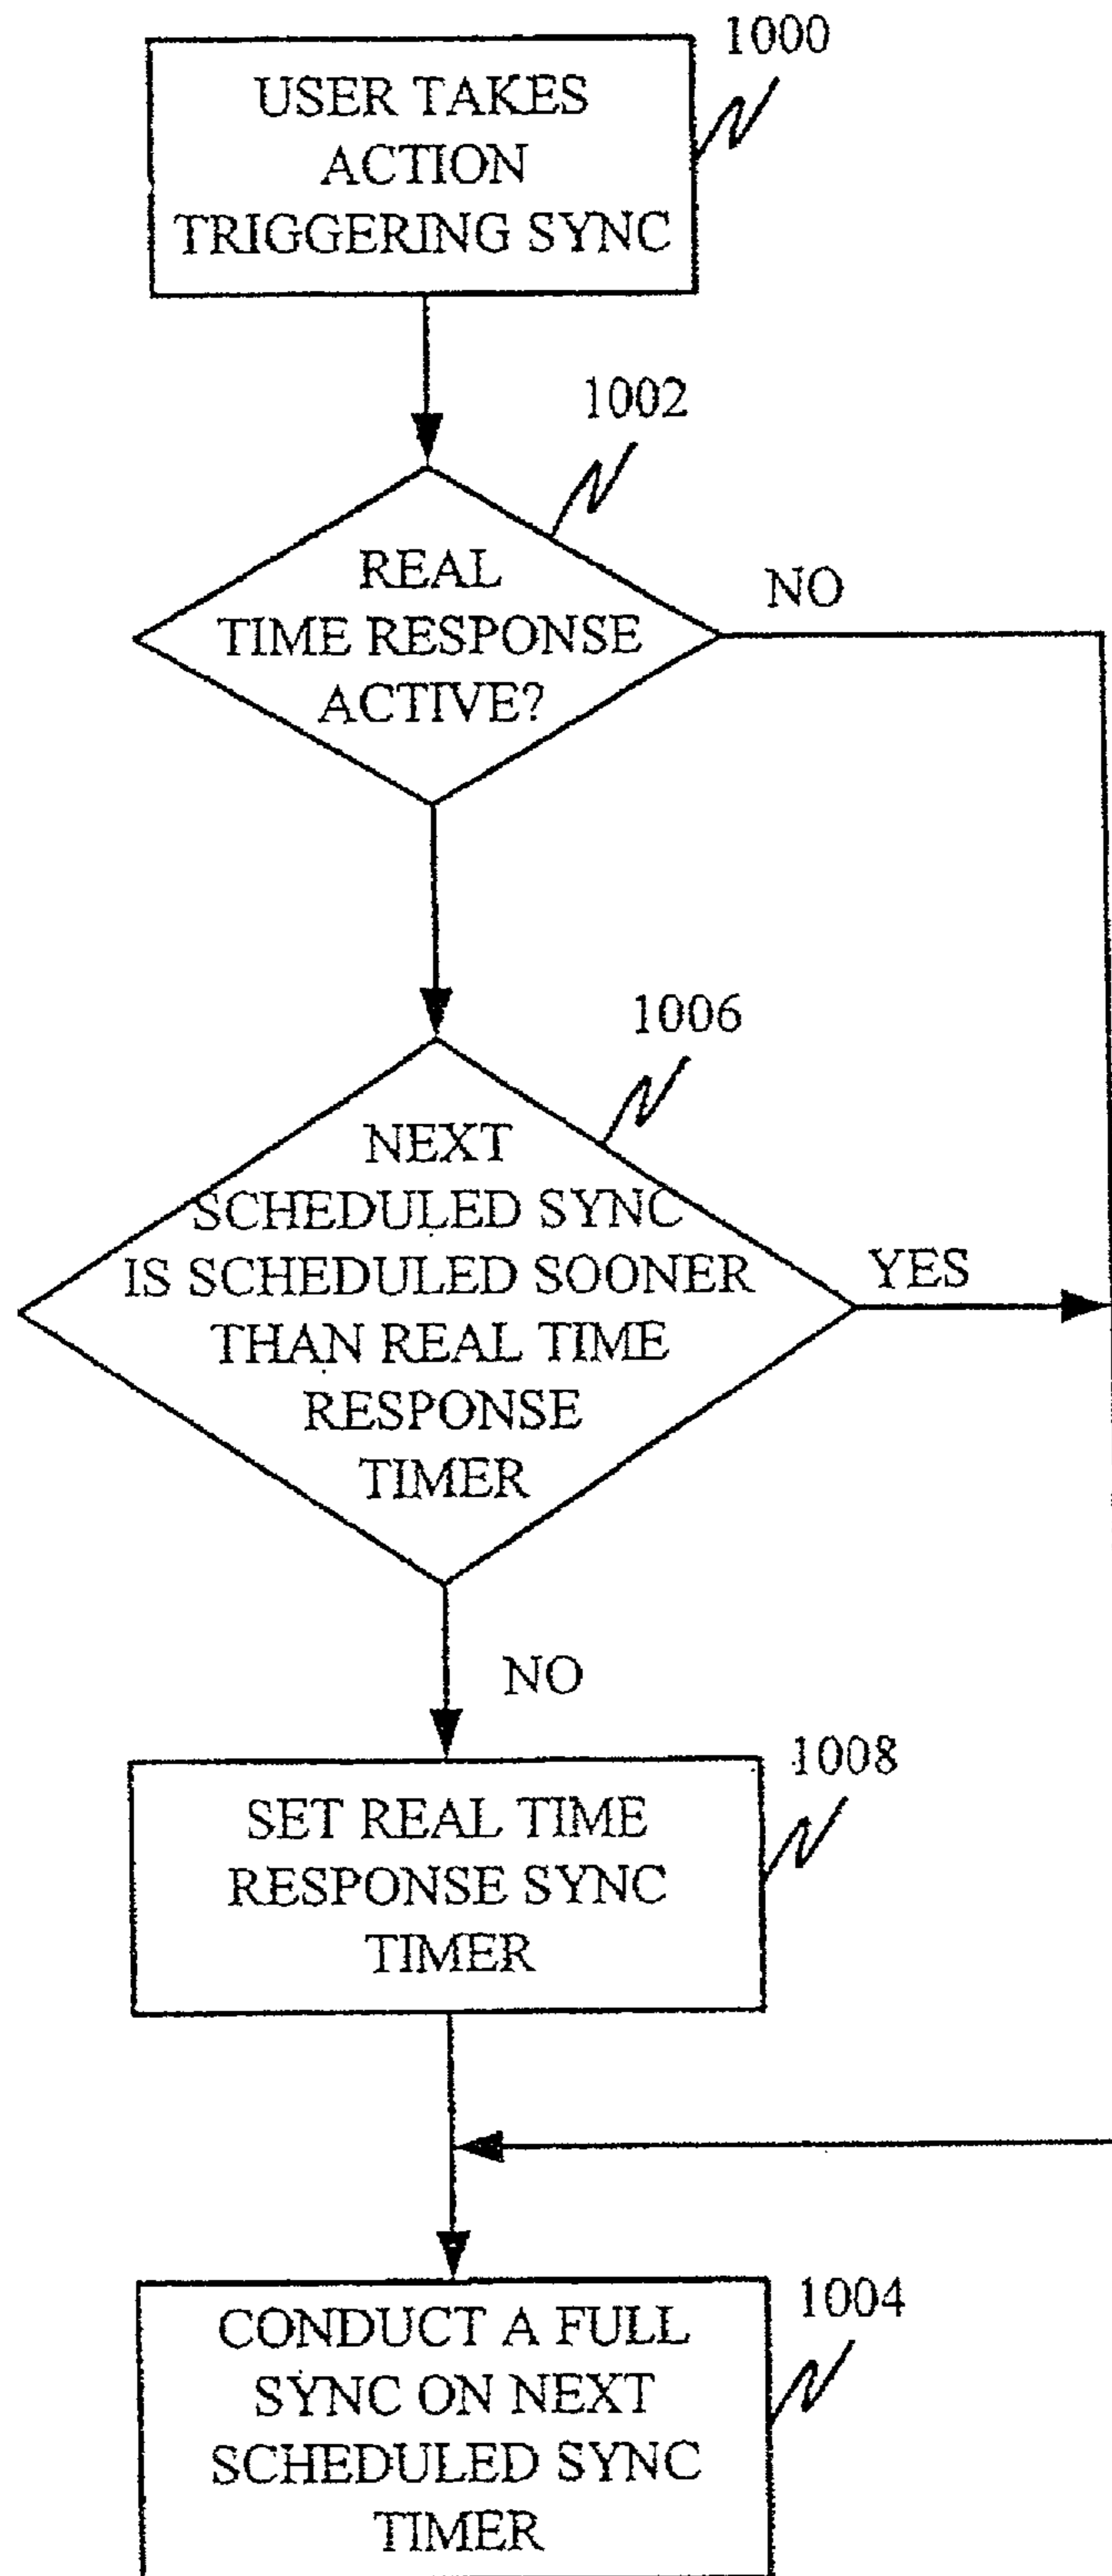 1000
USER TAKES
ACTION
TRIGGERING SYNC
1002
REAL
TIME RESPONSE
ACTIVE?
NO
1006
NEXT
SCHEDULED SYNC
IS SCHEDULED SOONER
THAN REAL TIME
RESPONSE
TIMER
YES
NO
1008
SET REAL TIME
RESPONSE SYNC
TIMER
1004
CONDUCT A FULL
SYNC ON NEXT
SCHEDULED SYNC
TIMER